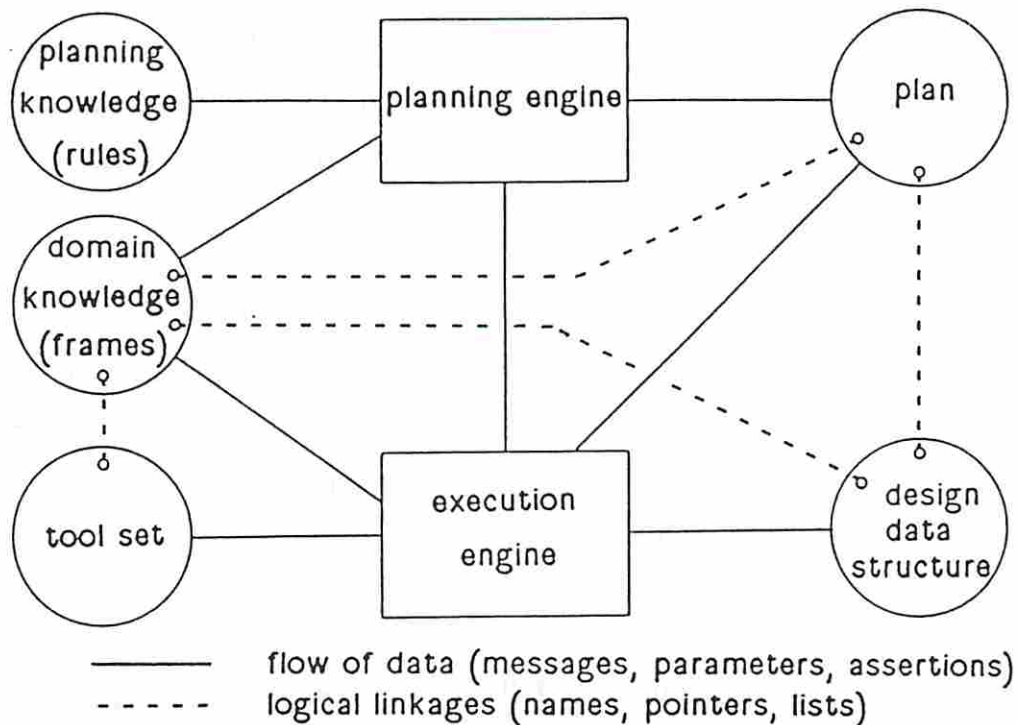 planning
knowledge
(rules)
planning engine
plan
domain
knowledge
(frames)
tool set
execution
engine
design
data
structure
flow of data (messages, parameters, assertions)
logical linkages (names, pointers, lists)